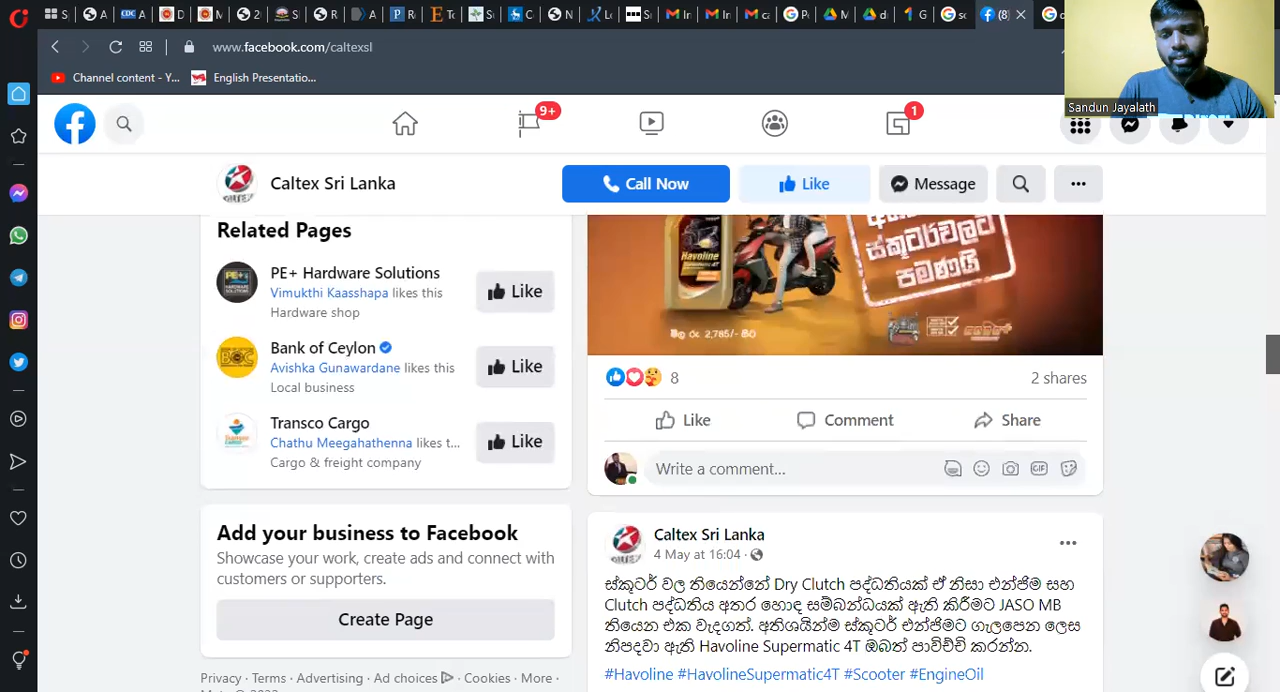 www.facebook.com/caltexsl
Channel content - Y...
English Presentatio...
Sandun Jayalath
9+
1
Caltex Sri Lanka
Call Now
Like
Message
Related Pages
PE+ Hardware Solutions
Vimukthi Kaasshapa likes this
Hardware shop
Like
Bank of Ceylon
Avishka Gunawardane likes this
Local business
Like
Transco Cargo
Chathu Meegahathenna likes t...
Cargo & freight company
Like
Add your business to Facebook
Showcase your work, create ads and connect with
customers or supporters.
Create Page
Privacy · Terms · Advertising · Ad choices · Cookies · More ·
Havoline
ස්කූටර්වලට
පමණයි
මිල රු 2,785/- සිට
8
2 shares
Like
Comment
Share
Write a comment...
Caltex Sri Lanka
4 May at 16:04
ස්කූටර් වල තියෙන්නේ Dry Clutch පද්ධතියක් ඒ නිසා එන්ජිම සහ
Clutch පද්ධතිය අතර හොඳ සම්බන්ධයක් ඇති කිරීමට JASO MB
තියෙන එක වැදගත්. අතිශයින්ම ස්කූටර් එන්ජිමට ගැලපෙන ලෙස
නිපදවා ඇති Havoline Supermatic 4T ඔබත් පාවිච්චි කරන්න.
#Havoline #HavolineSupermatic4T #Scooter #EngineOil